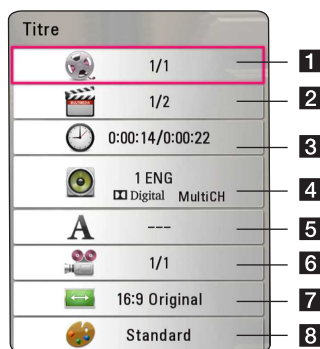 Titre
1/1 1
1/2 2
0:00:14/0:00:22 3
1 ENG
Digital MultiCH 4
A --- 5
1/1 6
16:9 Original 7
Standard 8